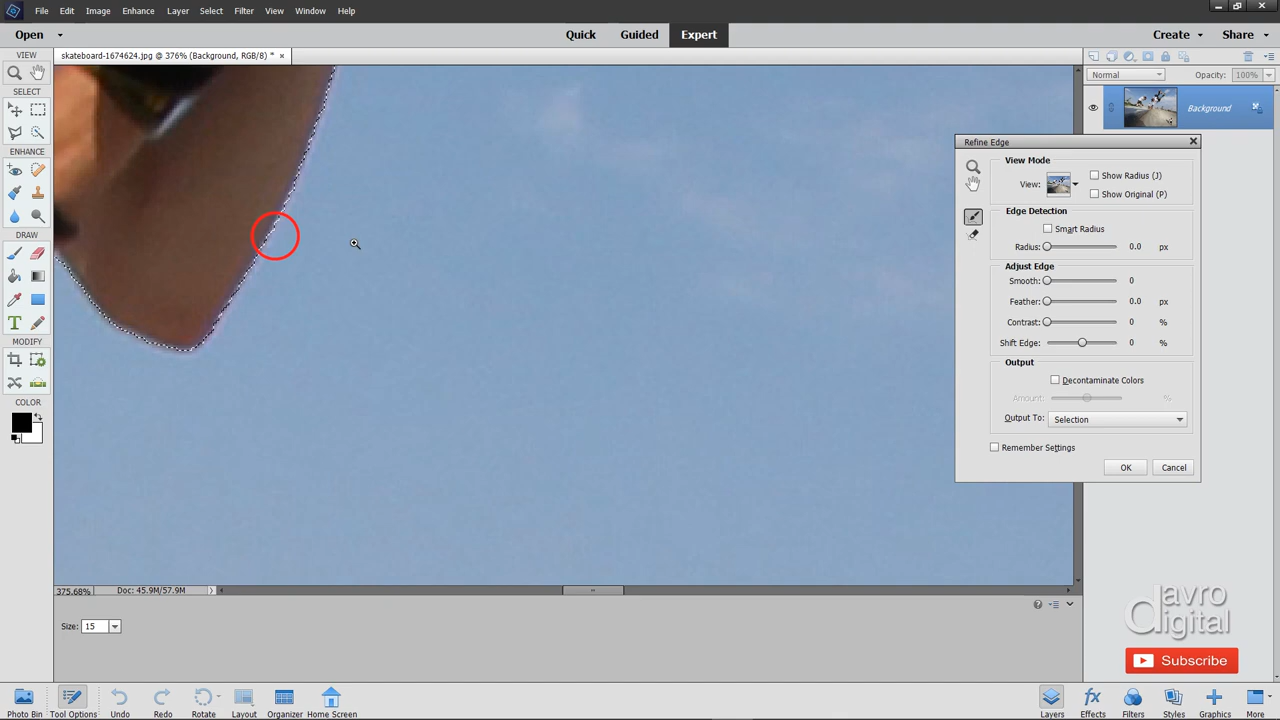 File Edit Image Enhance Layer Select Filter View Window Help
Open
Quick
Guided
Expert
Create
Share
VIEW
skateboard-1674624.jpg @ 376% (Background, RGB/8) * ×
Normal
Opacity: 100%
Background
SELECT
ENHANCE
DRAW
MODIFY
COLOR
Refine Edge
View Mode
View:
Show Radius (J)
Show Original (P)
Edge Detection
Smart Radius
Radius: 0.0 px
Adjust Edge
Smooth: 0
Feather: 0.0 px
Contrast: 0 %
Shift Edge: 0 %
Output
Decontaminate Colors
Amount: %
Output To: Selection
Remember Settings
OK
Cancel
375.68% Doc: 45.9M/57.9M
Size: 15
davro
digital
Subscribe
Photo Bin
Tool Options
Undo
Redo
Rotate
Layout
Organizer
Home Screen
Layers
Effects
Filters
Styles
Graphics
More